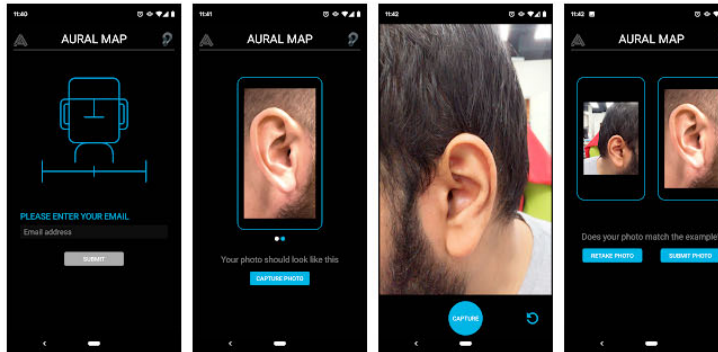 11:40
AURAL MAP
PLEASE ENTER YOUR EMAIL
Email address
SUBMIT
11:41
AURAL MAP
Your photo should look like this
CAPTURE PHOTO
11:42
CAPTURE
11:42
AURAL MAP
Does your photo match the example
RETAKE PHOTO
SUBMIT PHOTO